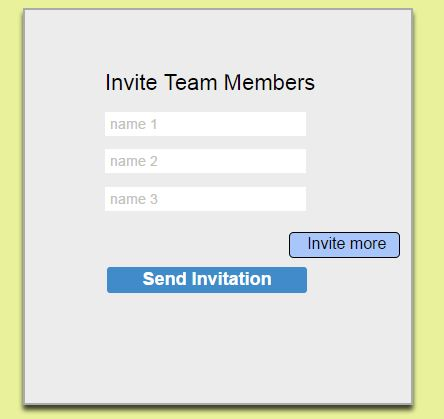 Invite Team Members
name 1
name 2
name 3
Invite more
Send Invitation